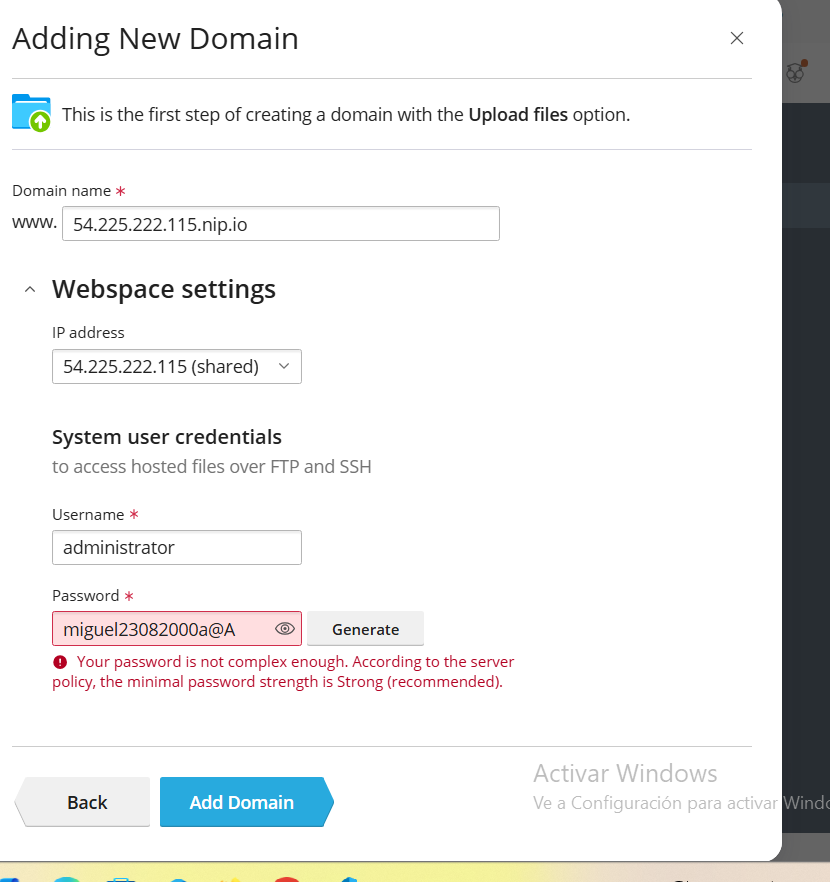 Adding New Domain
This is the first step of creating a domain with the Upload files option.
Domain name *
www. 54.225.222.115.nip.io
Webspace settings
IP address
54.225.222.115 (shared)
System user credentials
to access hosted files over FTP and SSH
Username *
administrator
Password *
miguel23082000a@A Generate
Your password is not complex enough. According to the server
policy, the minimal password strength is Strong (recommended).
Back Add Domain
Activar Windows
Ve a Configuración para activar Windo